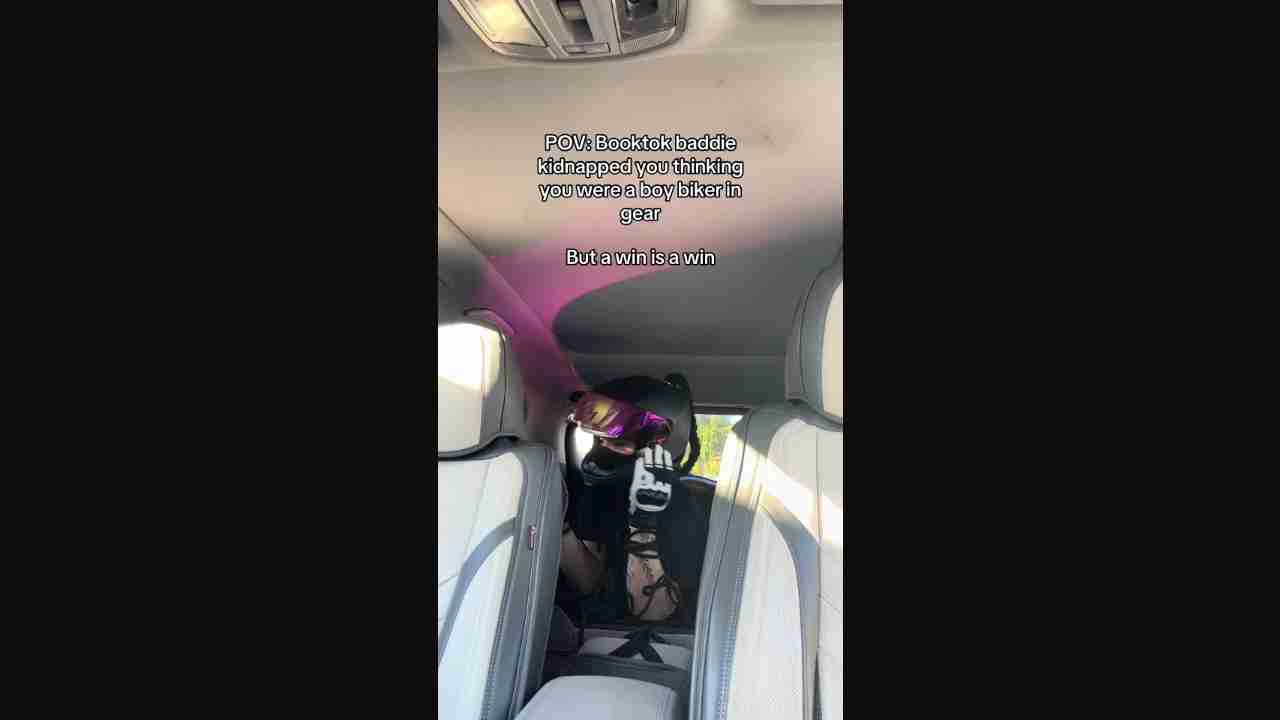 POV: Booktok baddie
kidnapped you thinking
you were a boy biker in
gear
But a win is a win